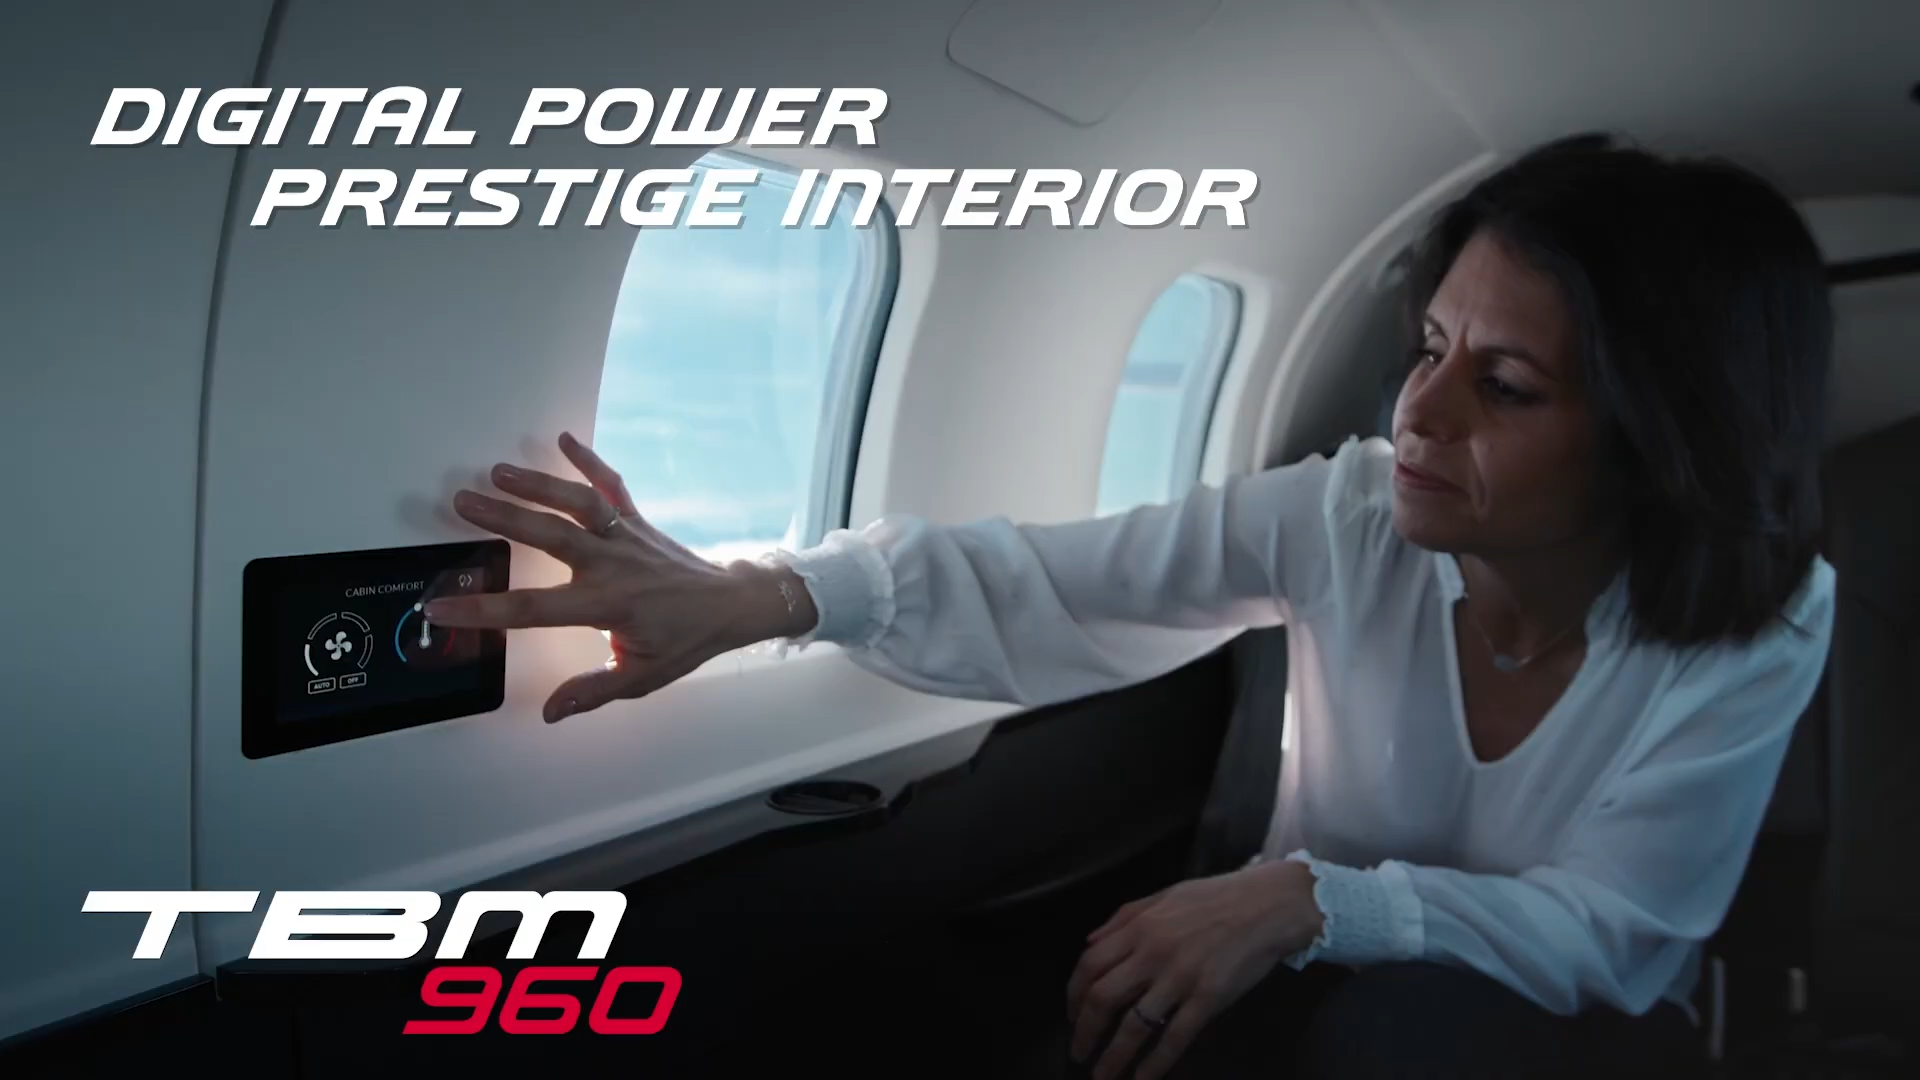 DIGITAL POWER
PRESTIGE INTERIOR
CABIN COMFORT
AUTO OFF
TBM
960